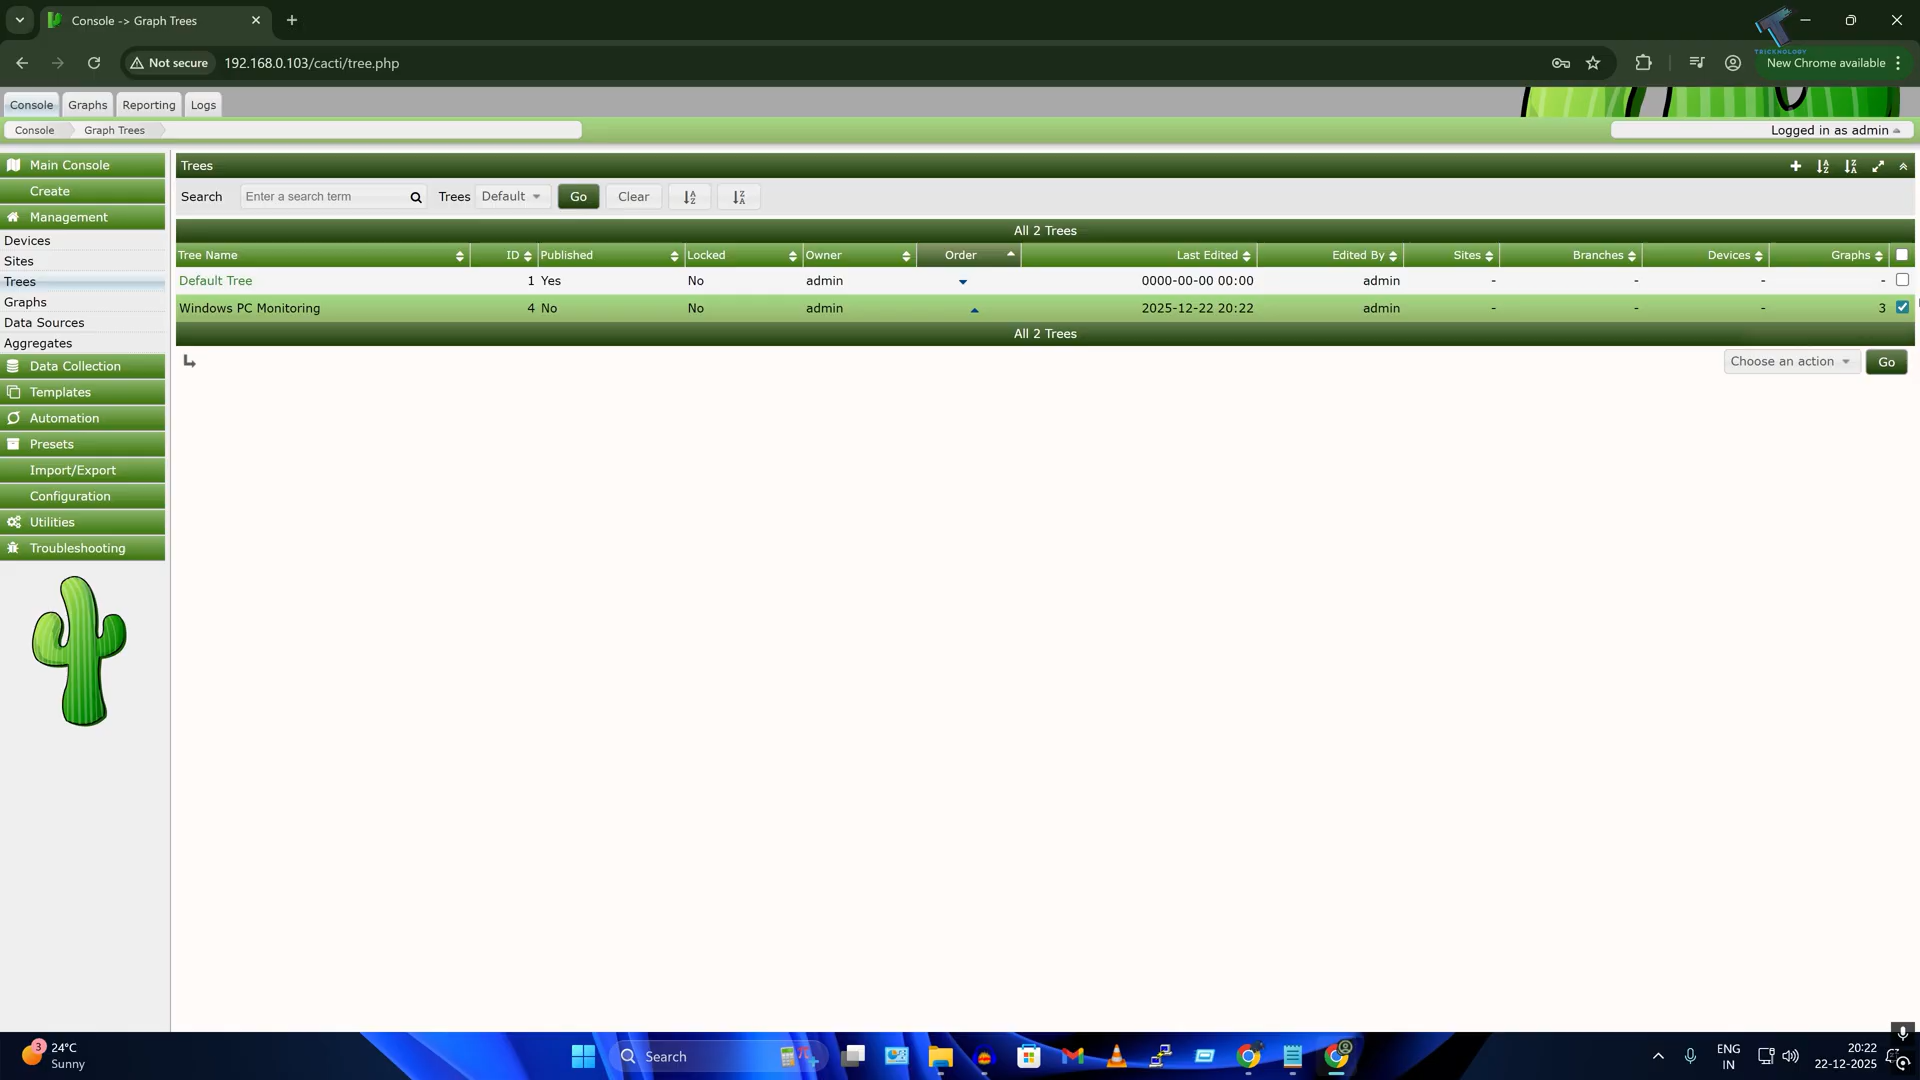 Console -> Graph Trees
TRICKNOLOGY
Not secure
192.168.0.103/cacti/tree.php
New Chrome available
Console
Graphs
Reporting
Logs
Console
Graph Trees
Logged in as admin
Main Console
Create
Management
Devices
Sites
Trees
Graphs
Data Sources
Aggregates
Data Collection
Templates
Automation
Presets
Import/Export
Configuration
Utilities
Troubleshooting
Trees
Search Enter a search term Trees Default Go Clear
All 2 Trees
Tree Name ID Published Locked Owner Order Last Edited Edited By Sites Branches Devices Graphs
Default Tree 1 Yes No admin 0000-00-00 00:00 admin - - - -
Windows PC Monitoring 4 No No admin 2025-12-22 20:22 admin - - - 3
All 2 Trees
Choose an action Go
3
24°C
Sunny
Search
ENG
IN
20:22
22-12-2025